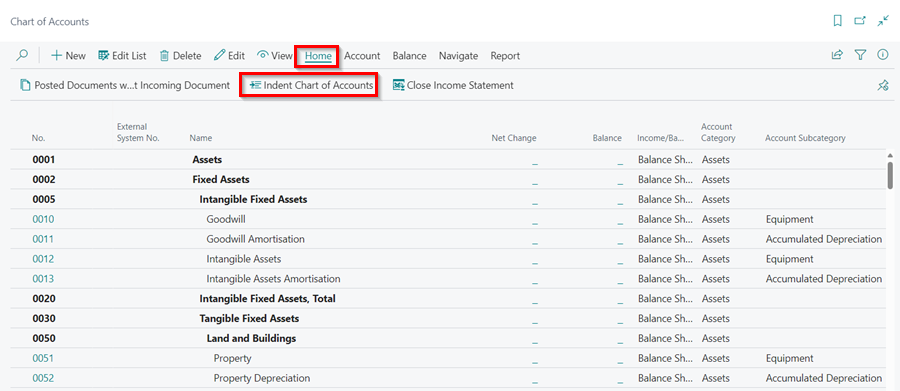 Chart of Accounts
New Edit List Delete Edit View Home Account Balance Navigate Report
Posted Documents w...t Incoming Document Indent Chart of Accounts Close Income Statement
No. External System No. Name Net Change Balance Income/Ba... Account Category Account Subcategory
0001 Assets _ _ Balance Sh... Assets
0002 Fixed Assets _ _ Balance Sh... Assets
0005 Intangible Fixed Assets _ _ Balance Sh... Assets
0010 Goodwill _ _ Balance Sh... Assets Equipment
0011 Goodwill Amortisation _ _ Balance Sh... Assets Accumulated Depreciation
0012 Intangible Assets _ _ Balance Sh... Assets Equipment
0013 Intangible Assets Amortisation _ _ Balance Sh... Assets Accumulated Depreciation
0020 Intangible Fixed Assets, Total _ _ Balance Sh... Assets
0030 Tangible Fixed Assets _ _ Balance Sh... Assets
0050 Land and Buildings _ _ Balance Sh... Assets
0051 Property _ _ Balance Sh... Assets Equipment
0052 Property Depreciation _ _ Balance Sh... Assets Accumulated Depreciation